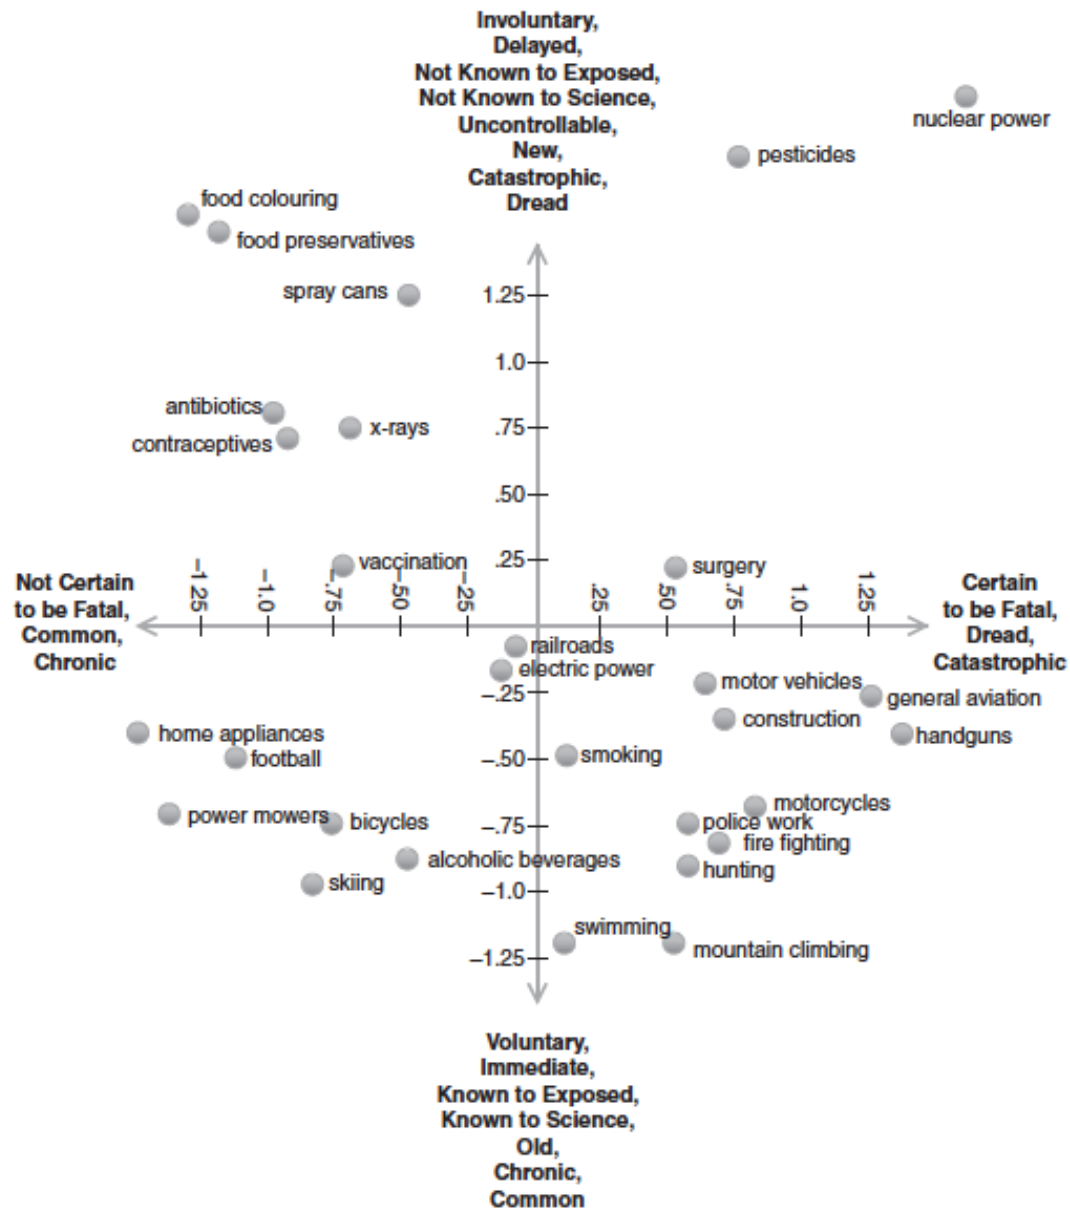 Involuntary,
Delayed,
Not Known to Exposed,
Not Known to Science,
Uncontrollable,
New,
Catastrophic,
Dread
nuclear power
pesticides
food colouring
food preservatives
spray cans
1.25
1.0
antibiotics
contraceptives
x-rays
.75
.50
vaccination
.25
surgery
Not Certain
to be Fatal,
Common,
Chronic
–1.25
–1.0
–.75
–.50
–.25
.25
.50
.75
1.0
1.25
Certain
to be Fatal,
Dread,
Catastrophic
railroads
electric power
–.25
motor vehicles
general aviation
construction
handguns
home appliances
football
–.50
smoking
power mowers
bicycles
–.75
motorcycles
police work
fire fighting
alcoholic beverages
hunting
skiing
–1.0
swimming
mountain climbing
–1.25
Voluntary,
Immediate,
Known to Exposed,
Known to Science,
Old,
Chronic,
Common